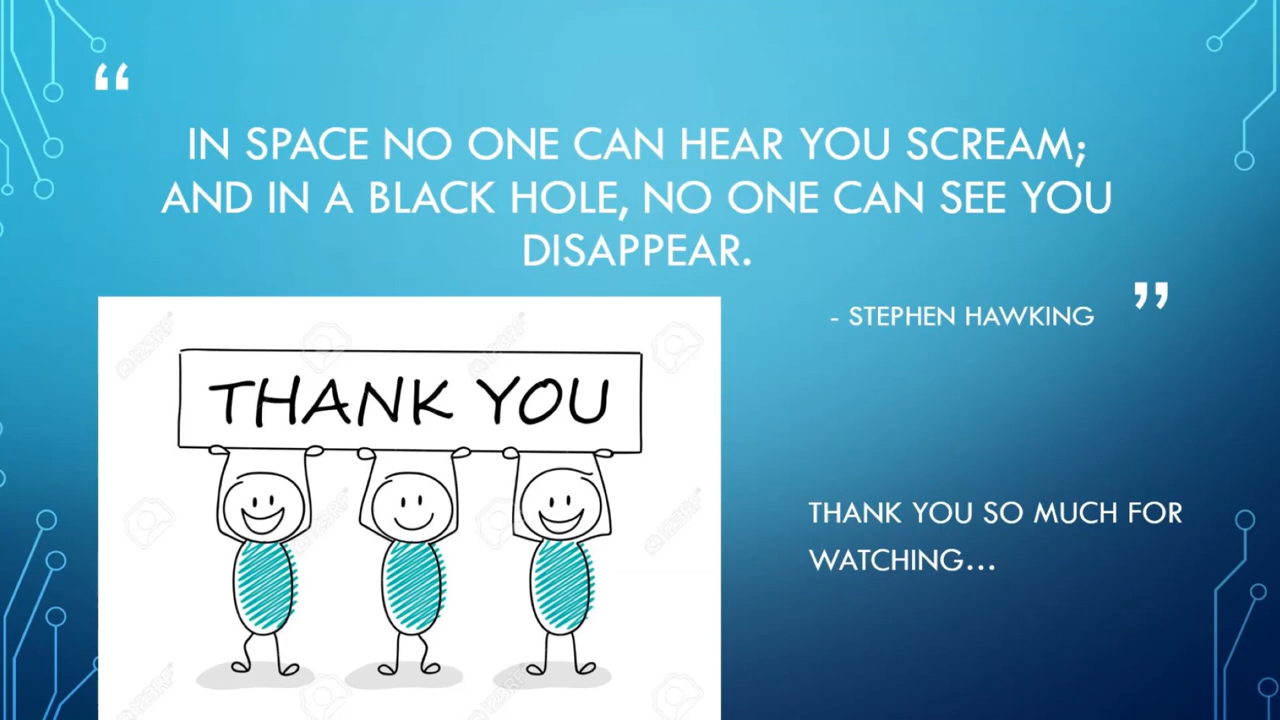 “
IN SPACE NO ONE CAN HEAR YOU SCREAM;
AND IN A BLACK HOLE, NO ONE CAN SEE YOU
DISAPPEAR.
”
- STEPHEN HAWKING
THANK YOU
THANK YOU SO MUCH FOR
WATCHING...